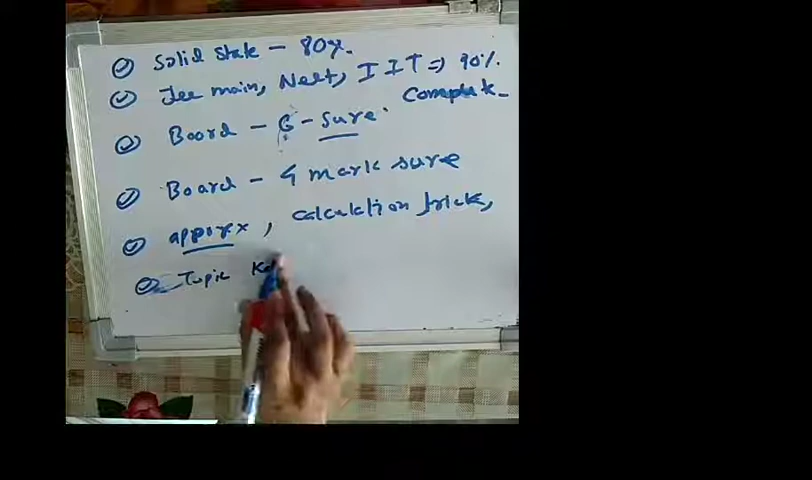 Solid state - 80%.
Jee main, Neet, IIT => 90%.
Complete
Board - 6 - sure
Board - 4 mark sure
apporx, calculation trick,
Topic